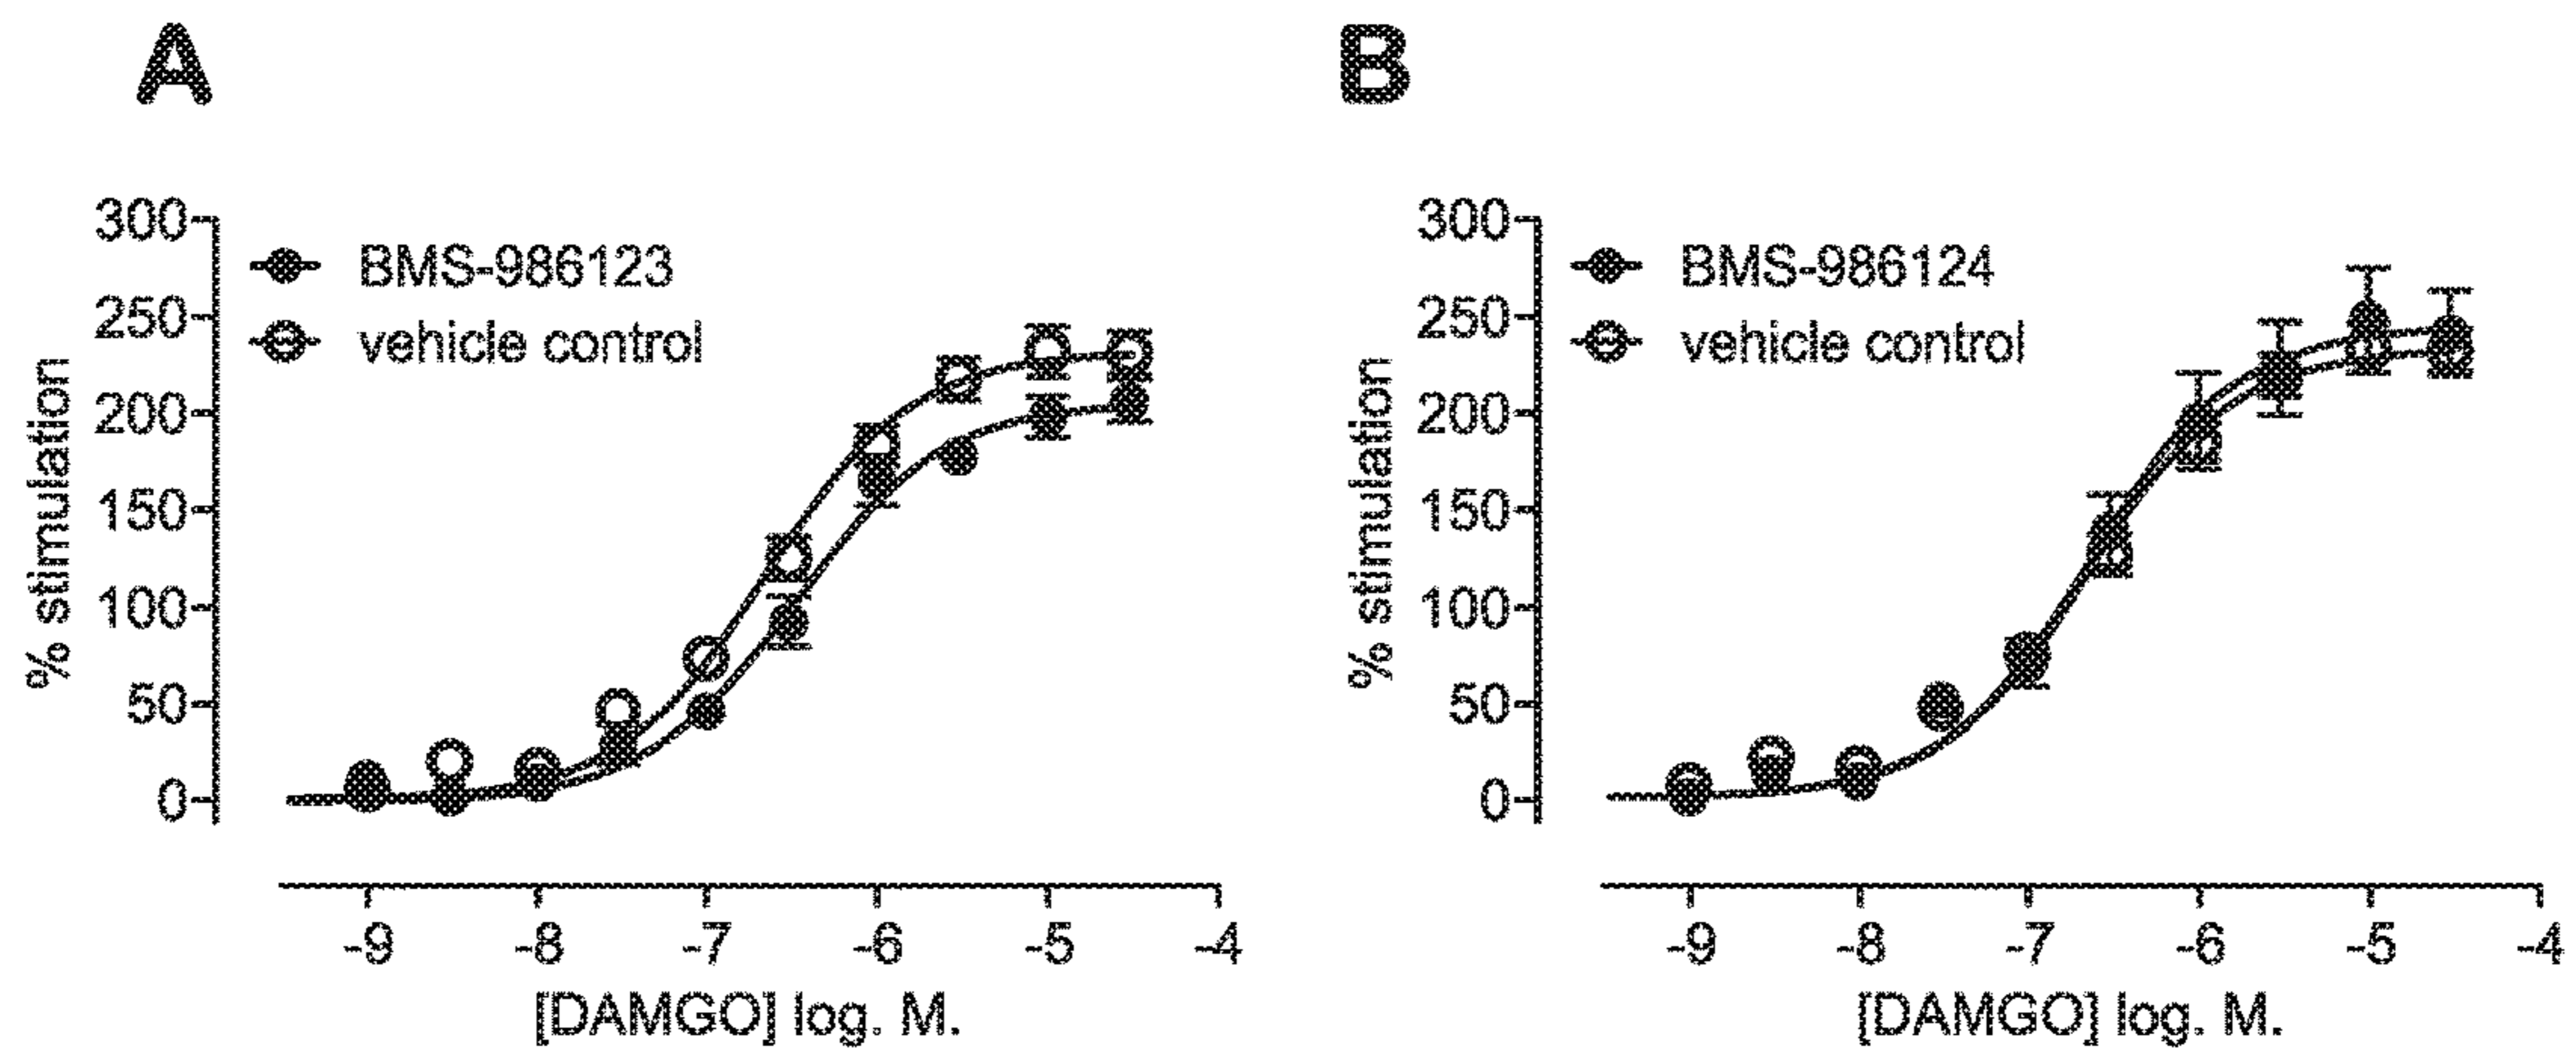 A
300
250
200
150
100
50
0
% stimulation
BMS-986123
vehicle control
-9 -8 -7 -6 -5 -4
[DAMGO] log. M.
B
300
250
200
150
100
50
0
% stimulation
BMS-986124
vehicle control
-9 -8 -7 -6 -5 -4
[DAMGO] log. M.